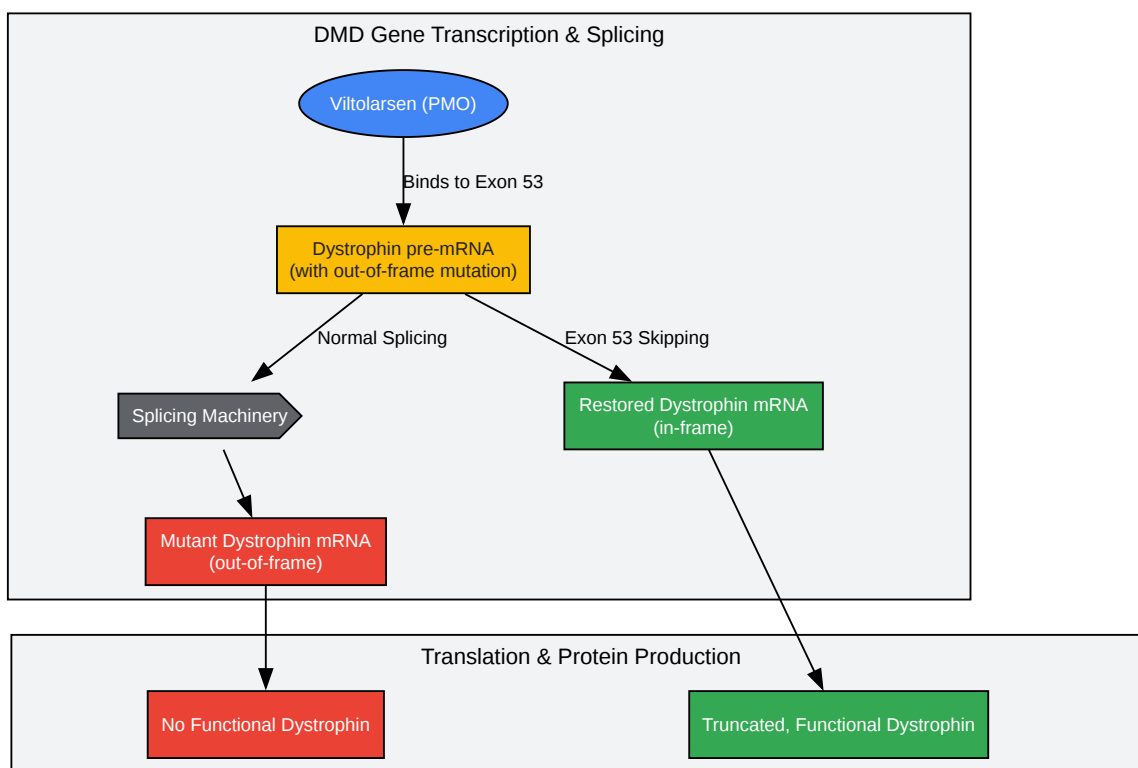 DMD Gene Transcription & Splicing
Viltolarsen (PMO)
Binds to Exon 53
Dystrophin pre-mRNA
(with out-of-frame mutation)
Normal Splicing
Exon 53 Skipping
Splicing Machinery
Restored Dystrophin mRNA
(in-frame)
Mutant Dystrophin mRNA
(out-of-frame)
Translation & Protein Production
No Functional Dystrophin
Truncated, Functional Dystrophin